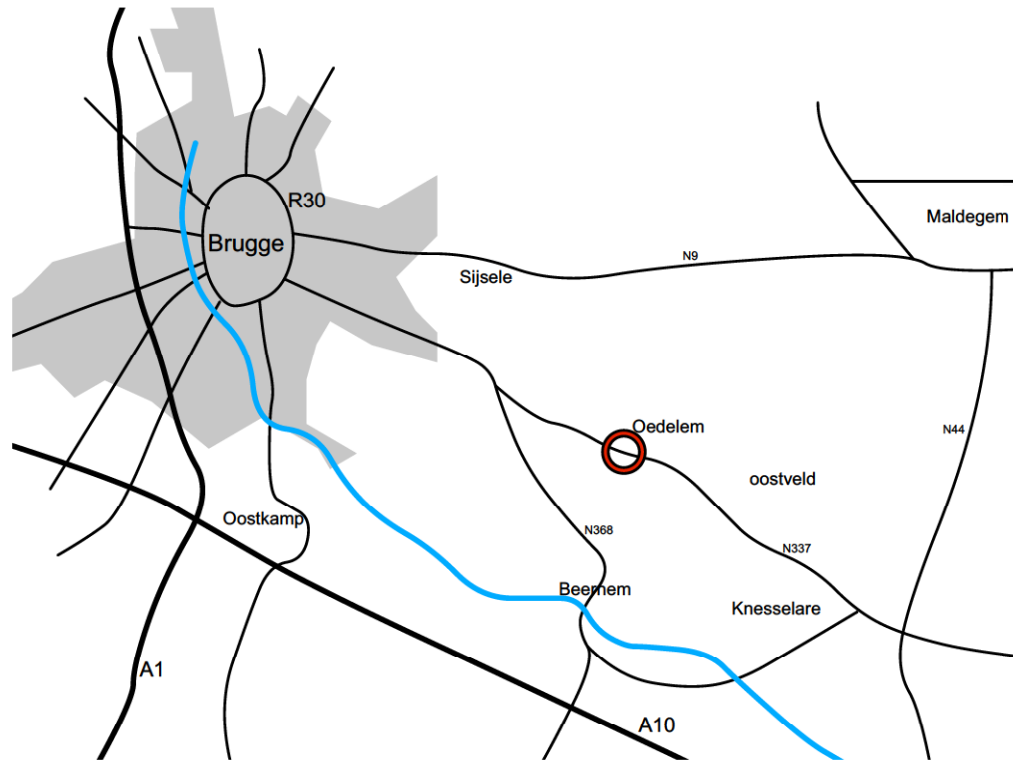 R30
Maldegem
Brugge
N9
Sijsele
Oedelem
N44
oostveld
Oostkamp
N368
N337
Beernem
Knesselare
A1
A10